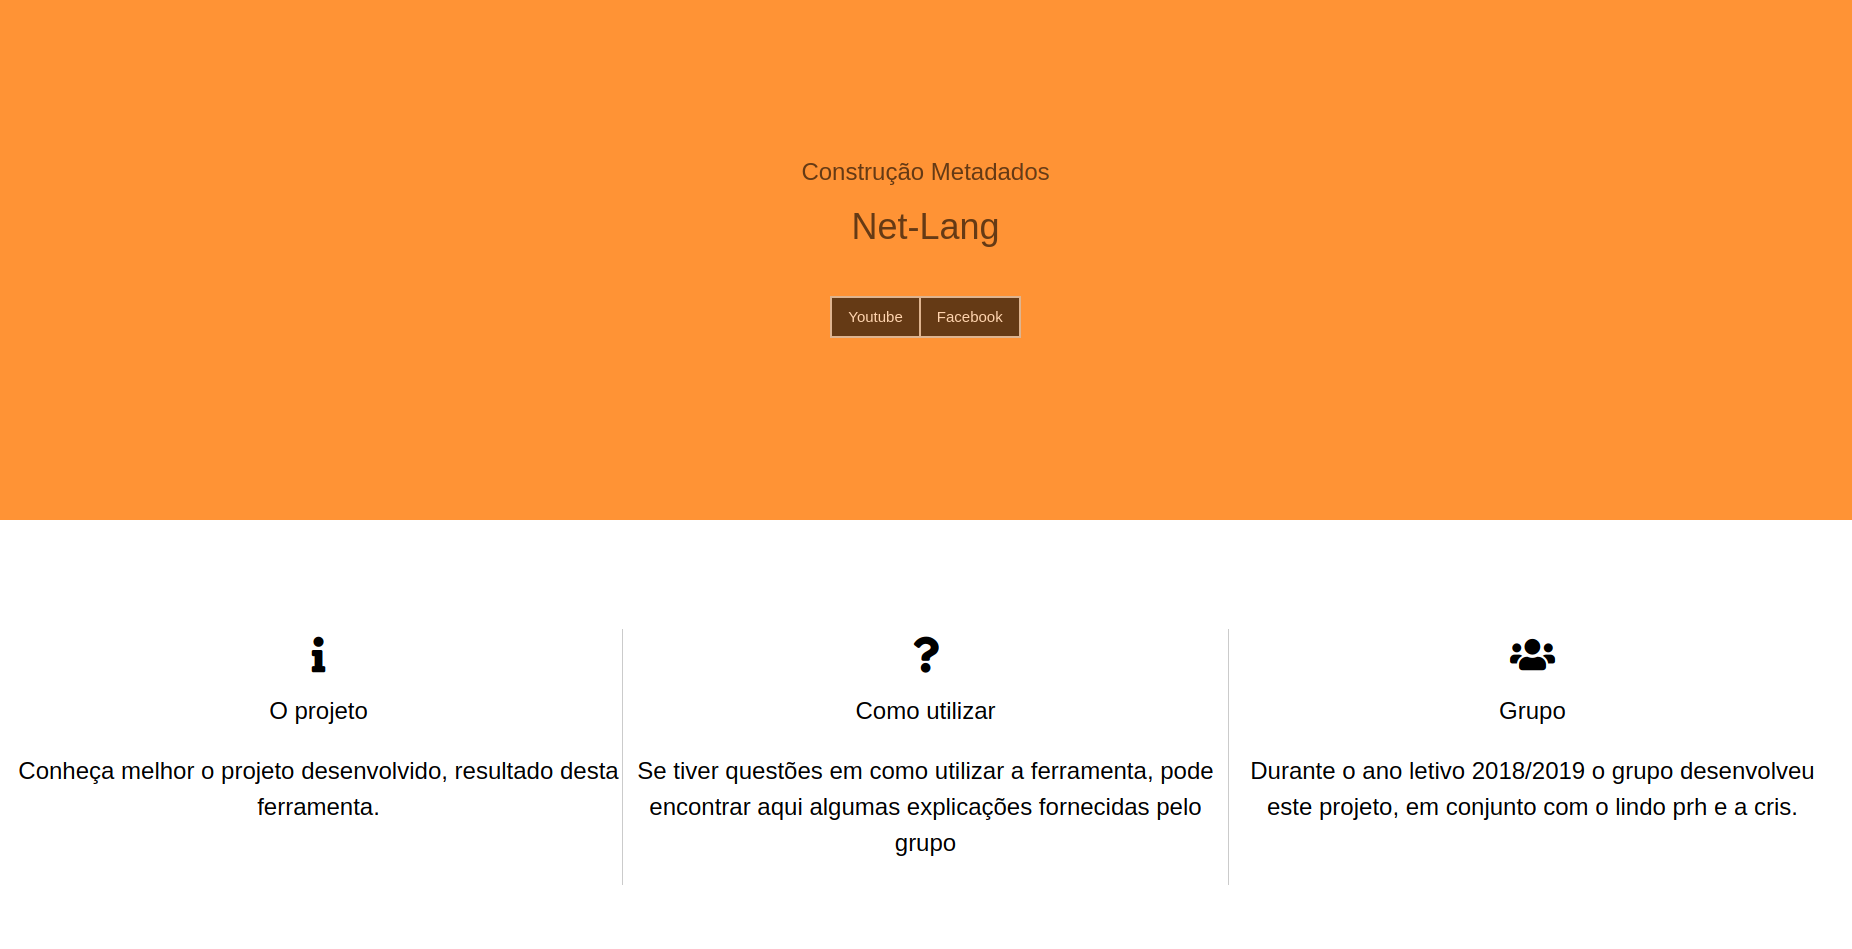 Construção Metadados
Net-Lang
Youtube
Facebook
O projeto
Conheça melhor o projeto desenvolvido, resultado desta
ferramenta.
Como utilizar
Se tiver questões em como utilizar a ferramenta, pode
encontrar aqui algumas explicações fornecidas pelo
grupo
Grupo
Durante o ano letivo 2018/2019 o grupo desenvolveu
este projeto, em conjunto com o lindo prh e a cris.